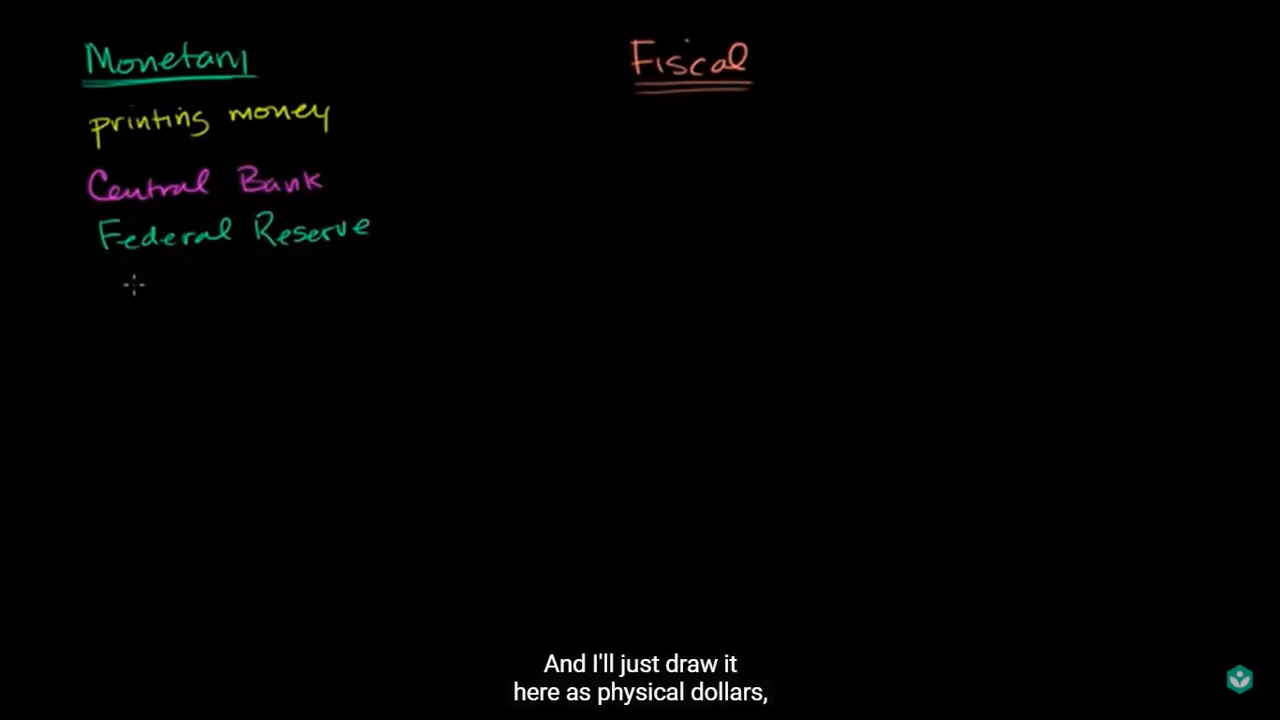 Monetary
Fiscal
printing money
Central Bank
Federal Reserve
And I'll just draw it
here as physical dollars,